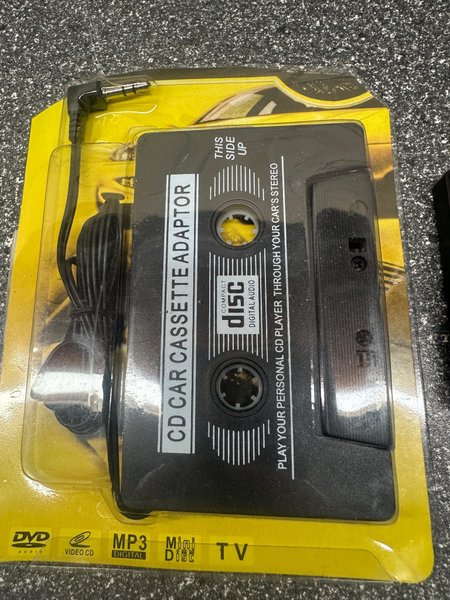 THIS
SIDE
UP
CD CAR CASSETTE ADAPTOR
COMPACT
disc
DIGITAL AUDIO
PLAY YOUR PERSONAL CD PLAYER THROUGH YOUR CAR'S STEREO
DVD
AUDIO
VIDEO CD
MP3
DIGITAL
Mini
DISC
TV